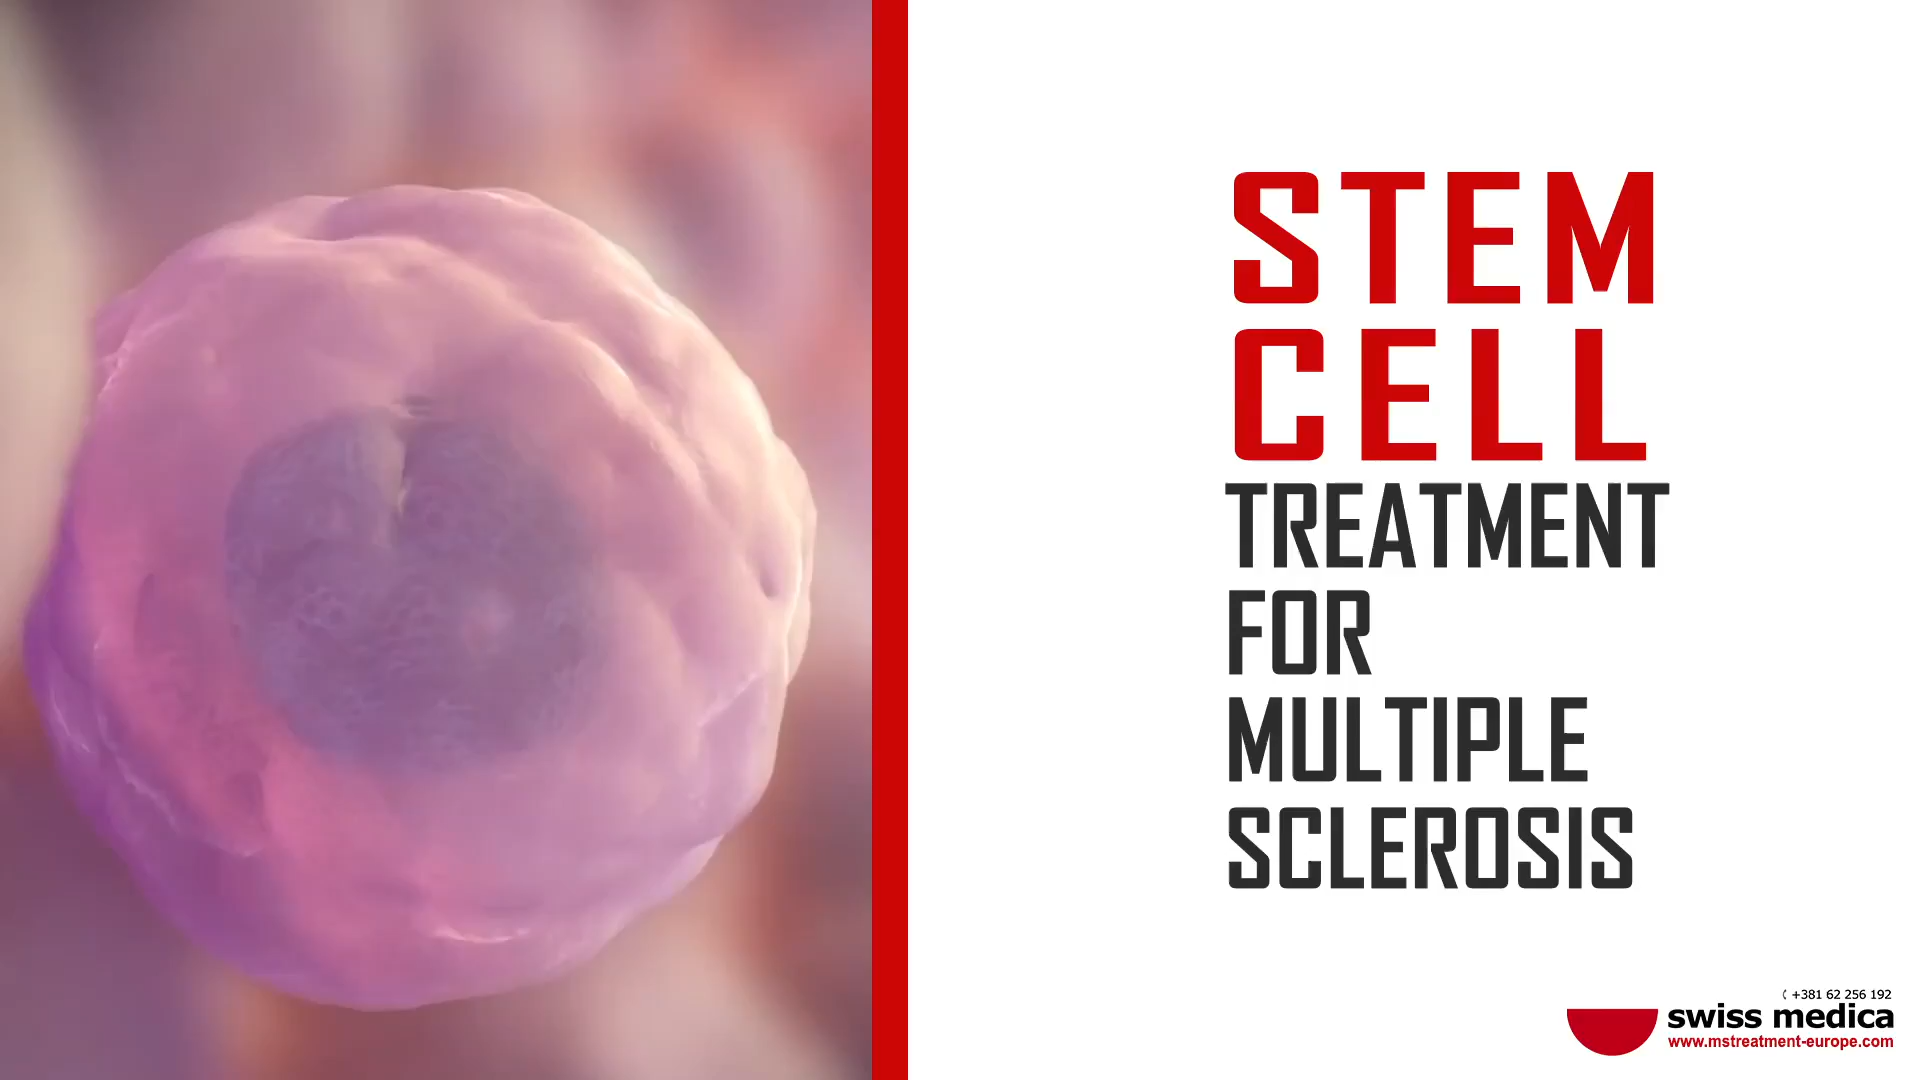 STEM
CELL
TREATMENT
FOR
MULTIPLE
SCLEROSIS
+381 62 256 192
swiss medica
www.mstreatment-europe.com